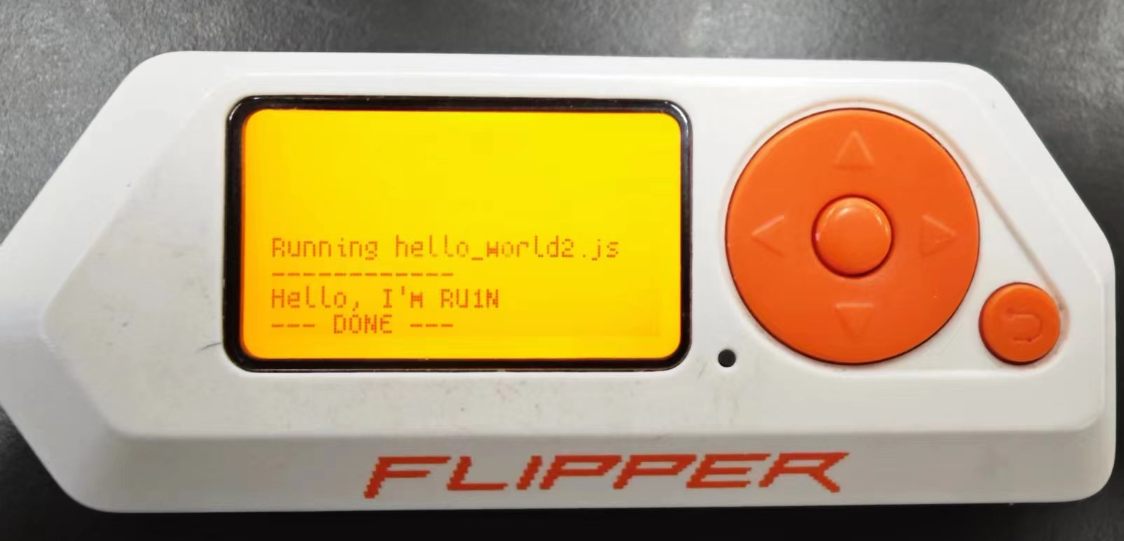 Running hello_world2.js
------------
Hello, I'm RU1N
--- DONE ---
FLIPPER